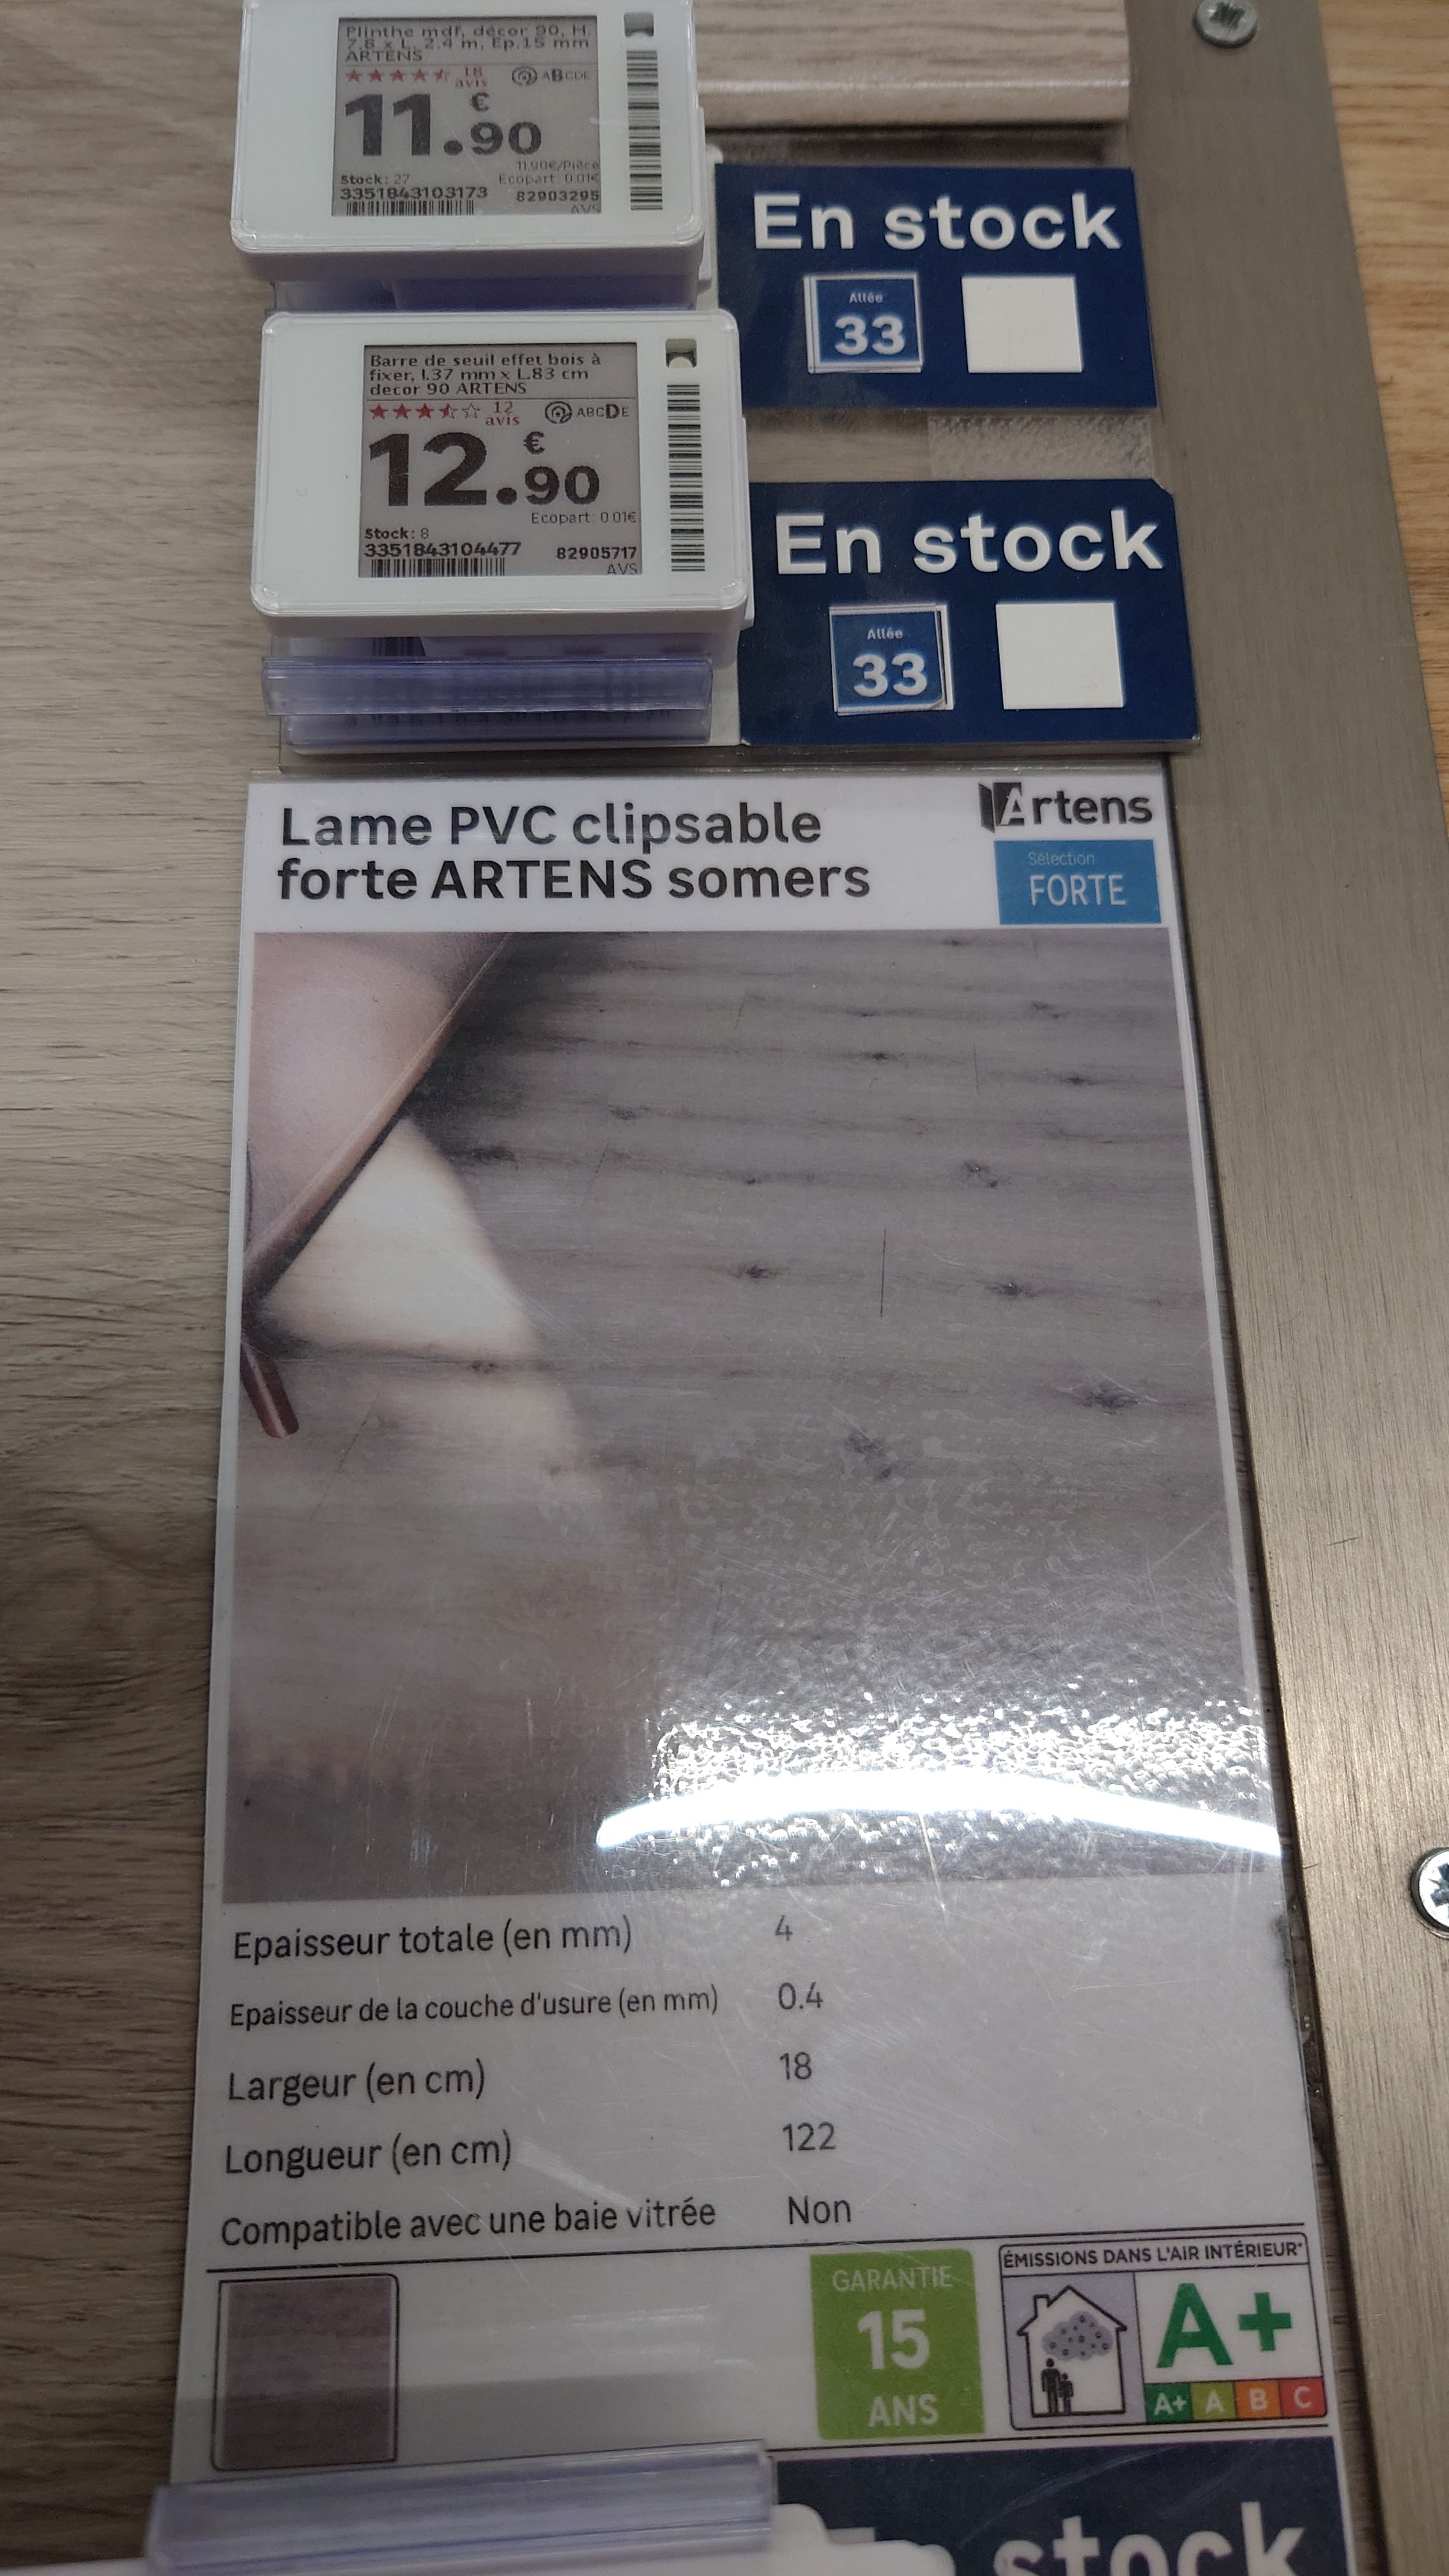 Plinthe mdf, décor 90, H.
7.8 x L. 2.4 m, Ep.15 mm
ARTENS
18
avis
ABCDE
11.90 €
11.90€/Pièce
Stock: 27
Ecopart: 0.01€
3351843103173
82903295
AVS
En stock
Allée
33
Barre de seuil effet bois à
fixer, l.37 mm x L.83 cm
decor 90 ARTENS
12
avis
ABCDE
12.90 €
Ecopart: 0.01€
Stock: 8
3351843104477
82905717
AVS
En stock
Allée
33
Lame PVC clipsable
forte ARTENS somers
Artens
Sélection
FORTE
Epaisseur totale (en mm) 4
Epaisseur de la couche d'usure (en mm) 0.4
Largeur (en cm) 18
Longueur (en cm) 122
Compatible avec une baie vitrée Non
GARANTIE
15
ANS
ÉMISSIONS DANS L'AIR INTÉRIEUR*
A+
A+ A B C
stock